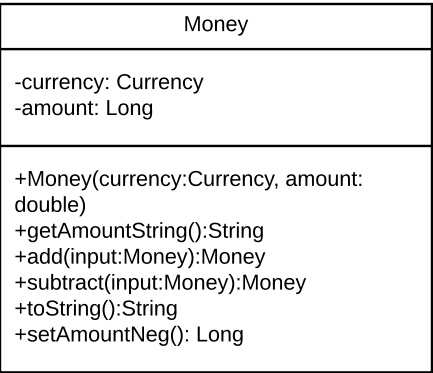 Money
-currency: Currency
-amount: Long
+Money(currency:Currency, amount:
double)
+getAmountString():String
+add(input:Money):Money
+subtract(input:Money):Money
+toString():String
+setAmountNeg(): Long